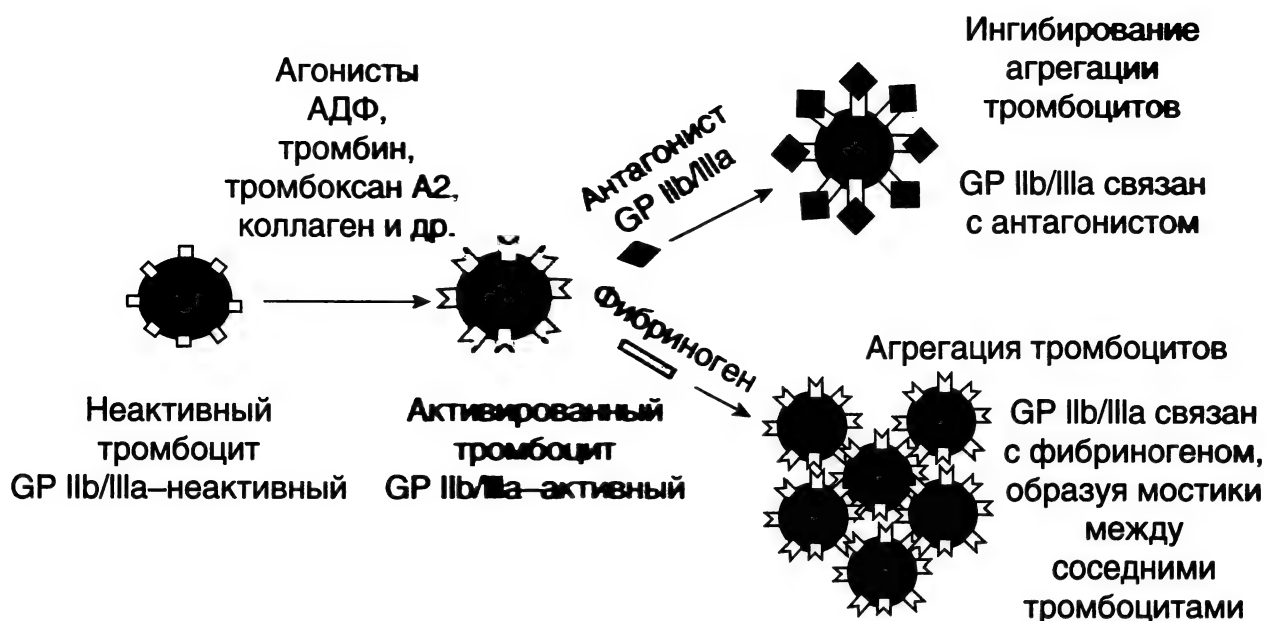 Агонисты
АДФ,
тромбин,
тромбоксан А2,
коллаген и др.
Неактивный
тромбоцит
GP IIb/IIIa–неактивный
Активированный
тромбоцит
GP IIb/IIIa–активный
Антагонист
GP IIb/IIIa
Фибриноген
Ингибирование
агрегации
тромбоцитов
GP IIb/IIIa связан
с антагонистом
Агрегация тромбоцитов
GP IIb/IIIa связан
с фибриногеном,
образуя мостики
между
соседними
тромбоцитами